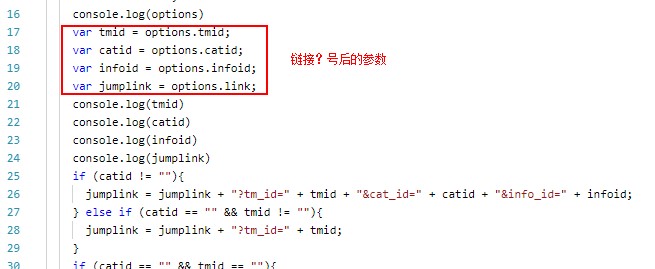 16 console.log(options)
17 var tmid = options.tmid;
18 var catid = options.catid;
19 var infoid = options.infoid;
20 var jumplink = options.link;
链接？号后的参数
21 console.log(tmid)
22 console.log(catid)
23 console.log(infoid)
24 console.log(jumplink)
25 if (catid != ""){
26 jumplink = jumplink + "?tm_id=" + tmid + "&cat_id=" + catid + "&info_id=" + infoid;
27 } else if (catid == "" && tmid != ""){
28 jumplink = jumplink + "?tm_id=" + tmid;
29 }
30 if (catid == "" && tmid == ""){